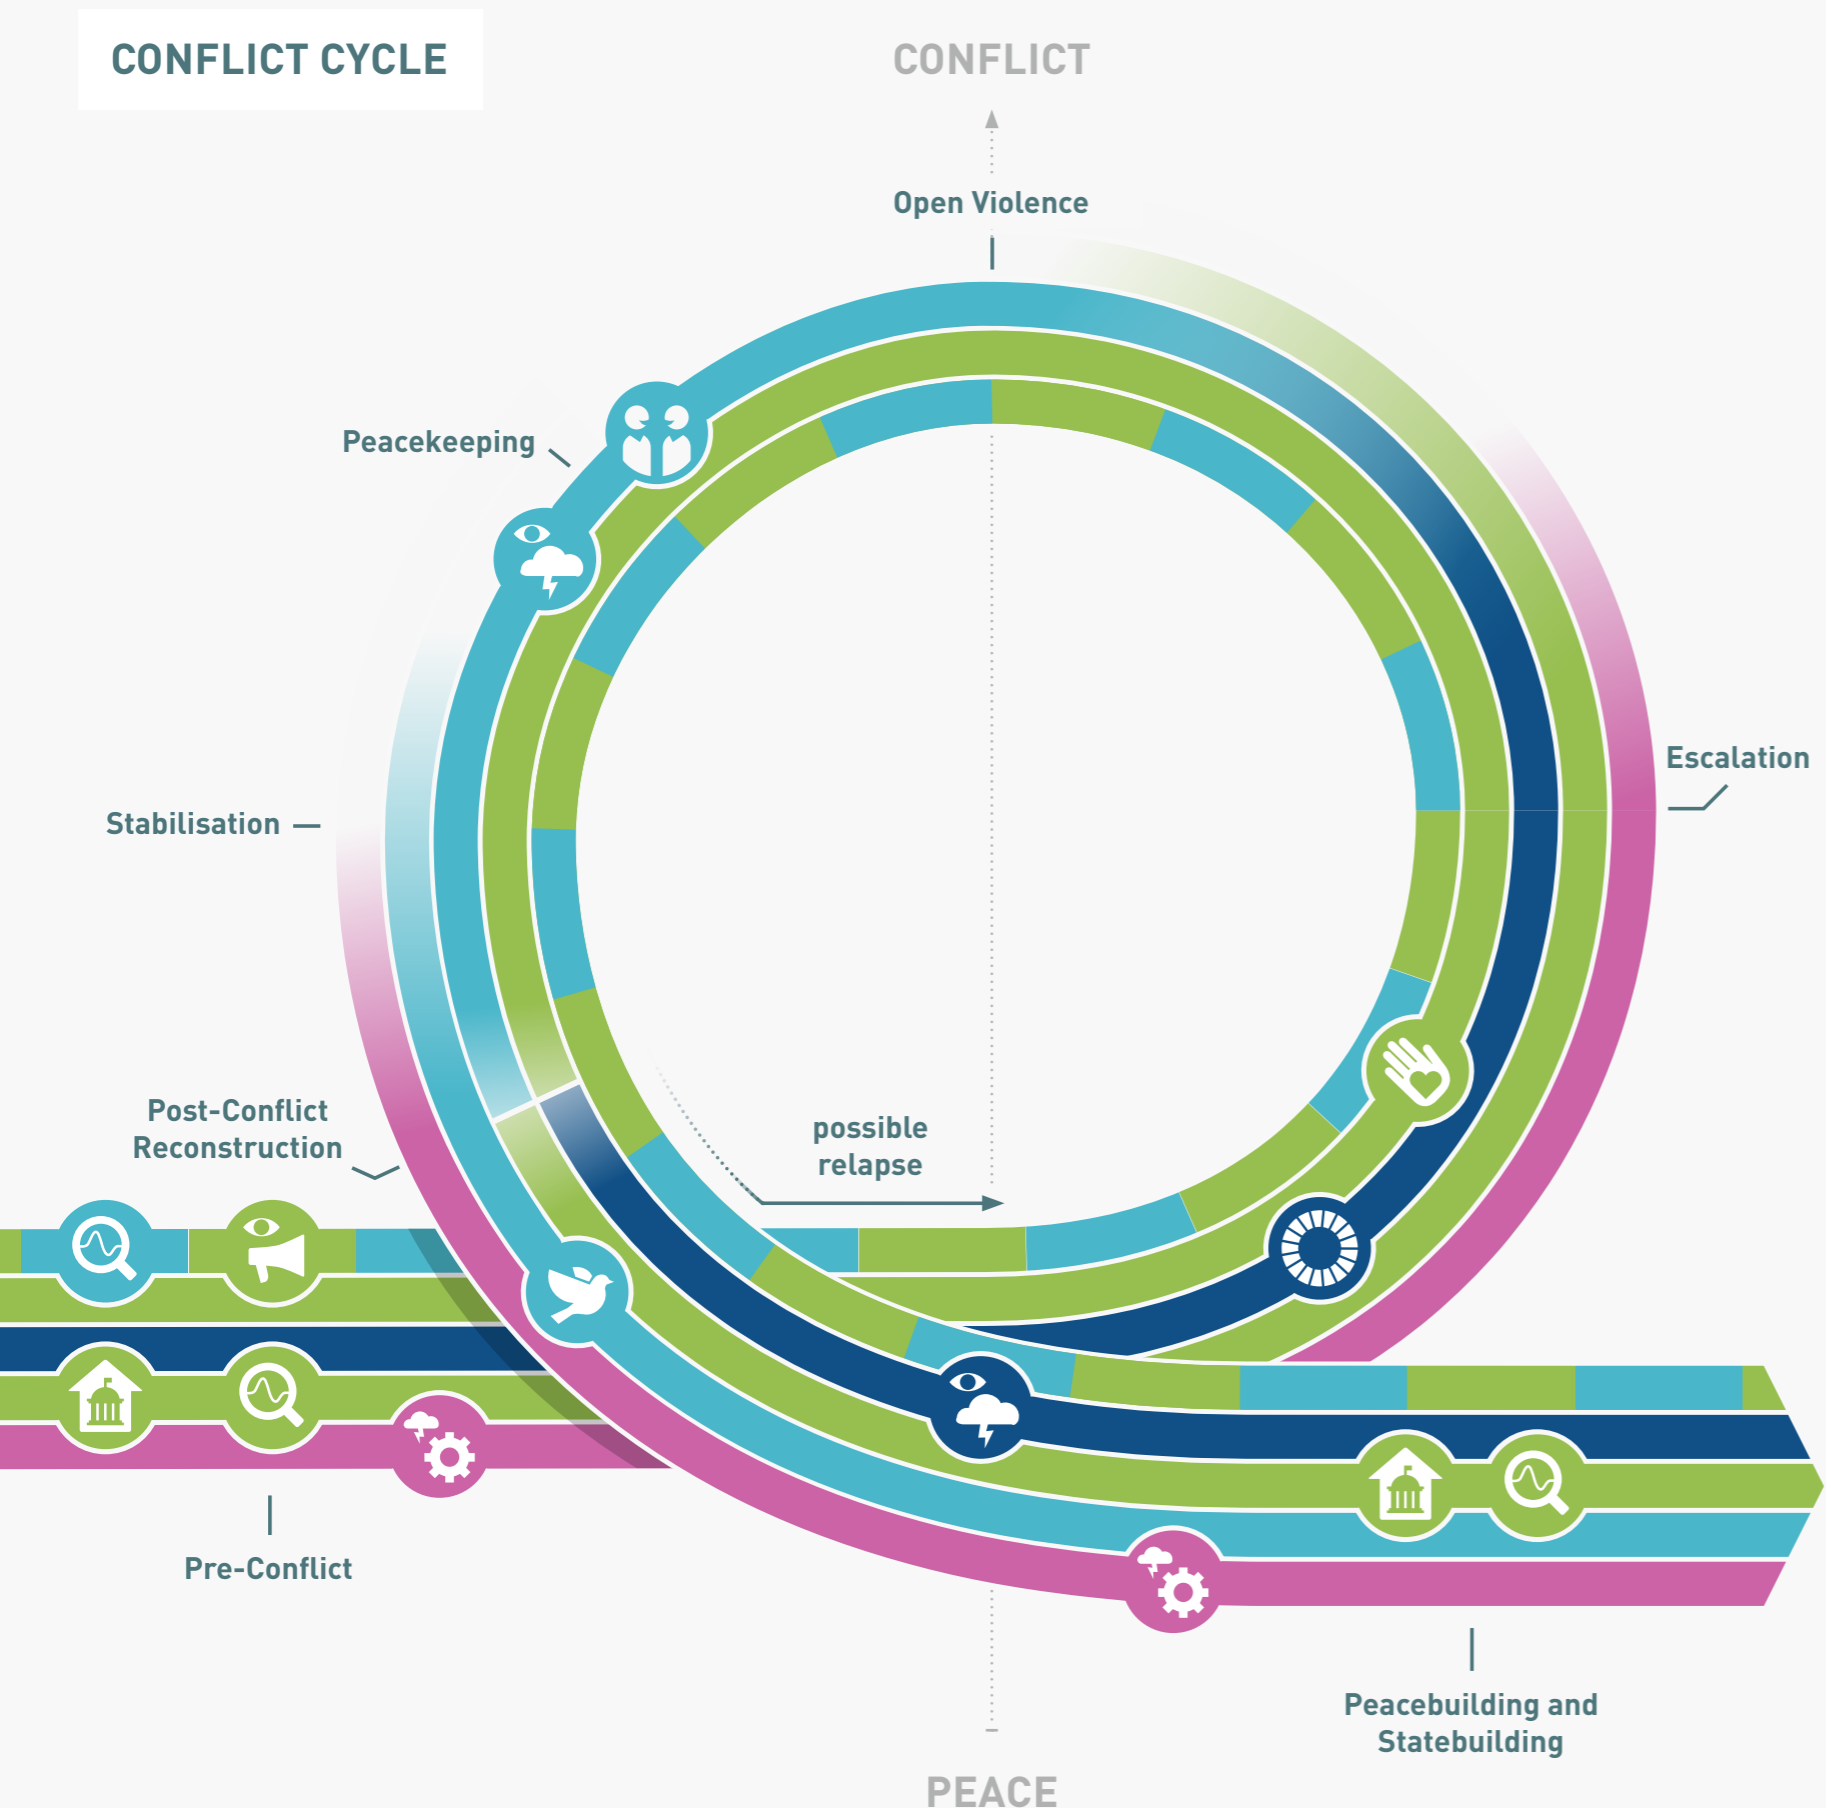 CONFLICT CYCLE
CONFLICT
Open Violence
Peacekeeping
Escalation
Stabilisation
Post-Conflict
Reconstruction
possible
relapse
Pre-Conflict
Peacebuilding and
Statebuilding
PEACE